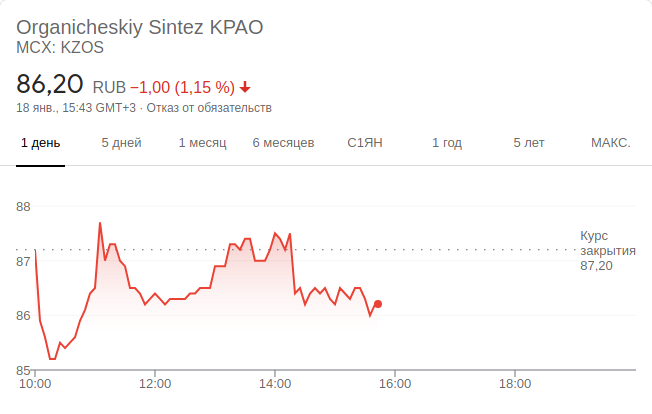 Organicheskiy Sintez KPAO
MCX: KZOS
86,20 RUB −1,00 (1,15 %)
18 янв., 15:43 GMT+3 · Отказ от обязательств
1 день 5 дней 1 месяц 6 месяцев С1ЯН 1 год 5 лет МАКС.
88
Курс
закрытия
87,20
87
86
85
10:00 12:00 14:00 16:00 18:00